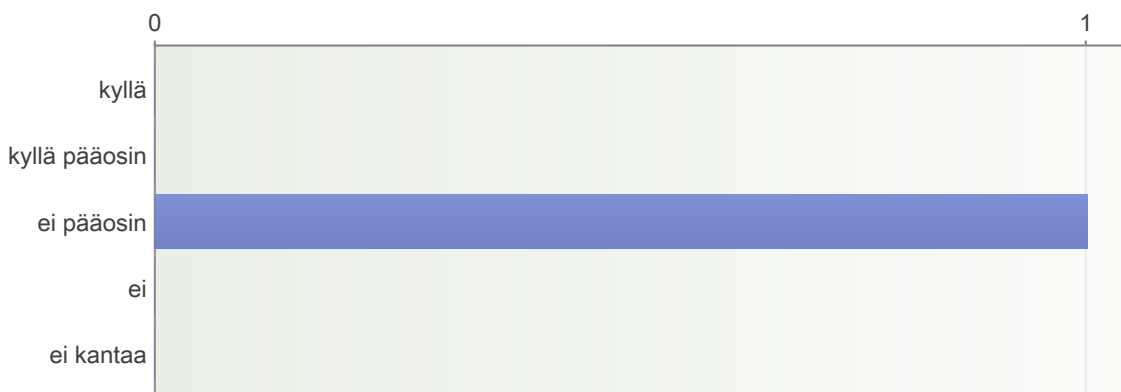 0 1
kyllä
kyllä pääosin
ei pääosin
ei
ei kantaa